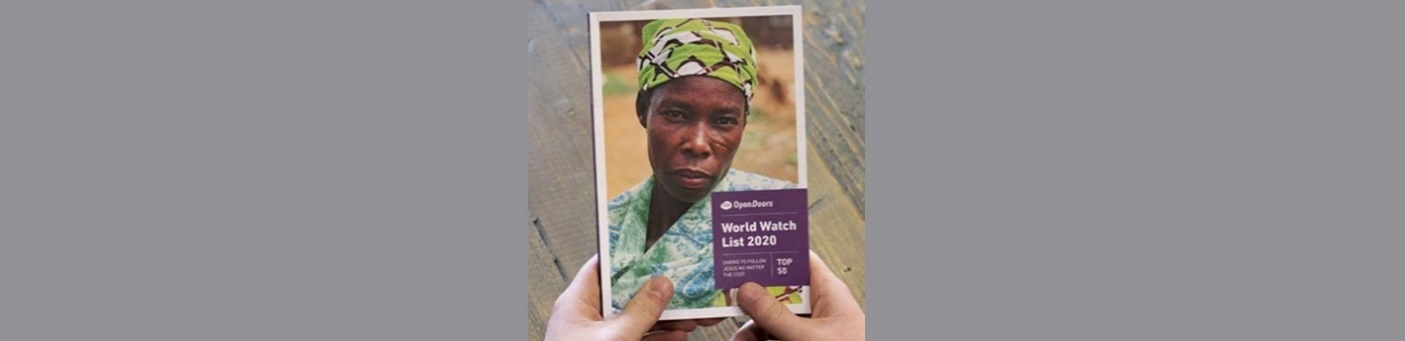 OpenDoors
World Watch
List 2020
DARING TO FOLLOW
JESUS NO MATTER
THE COST
TOP
50